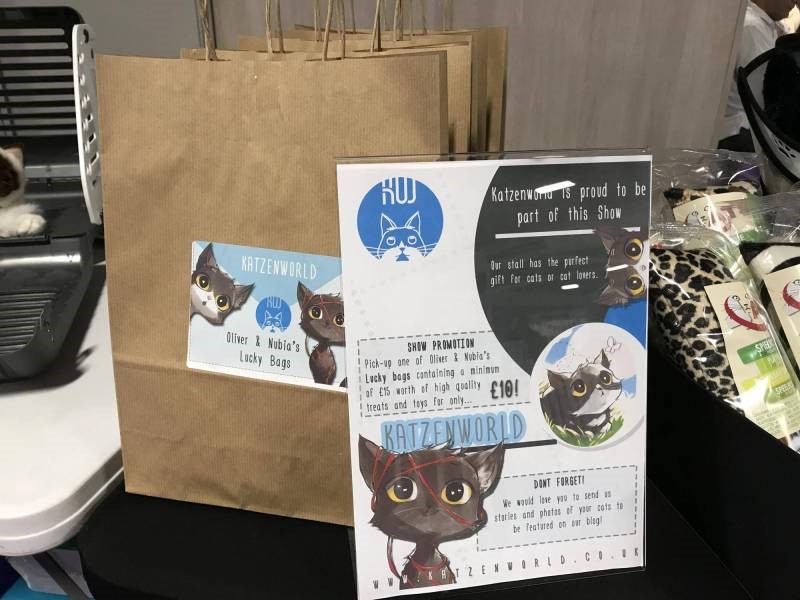 KATZENWORLD
Oliver & Nubia's
Lucky Bags
KW
Katzenworld is proud to be
part of this Show
Our stall has the purfect
gift for cats or cat lovers.
SHOW PROMOTION
Pick-up one of Oliver & Nubia's
Lucky bags containing a minimum
of £15 worth of high quality
treats and toys for only...
£10!
KATZENWORLD
DONT FORGET!
We would love you to send us
stories and photos of your cats to
be featured on our blog!
WWW.KATZENWORLD.CO.UK